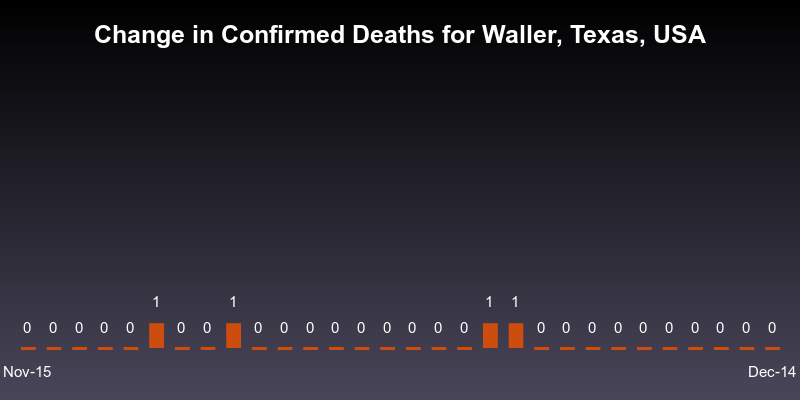 Change in Confirmed Deaths for Waller, Texas, USA
1 1 1 1
0 0 0 0 0 0 0 0 0 0 0 0 0 0 0 0 0 0 0 0 0 0 0 0 0 0
Nov-15 Dec-14